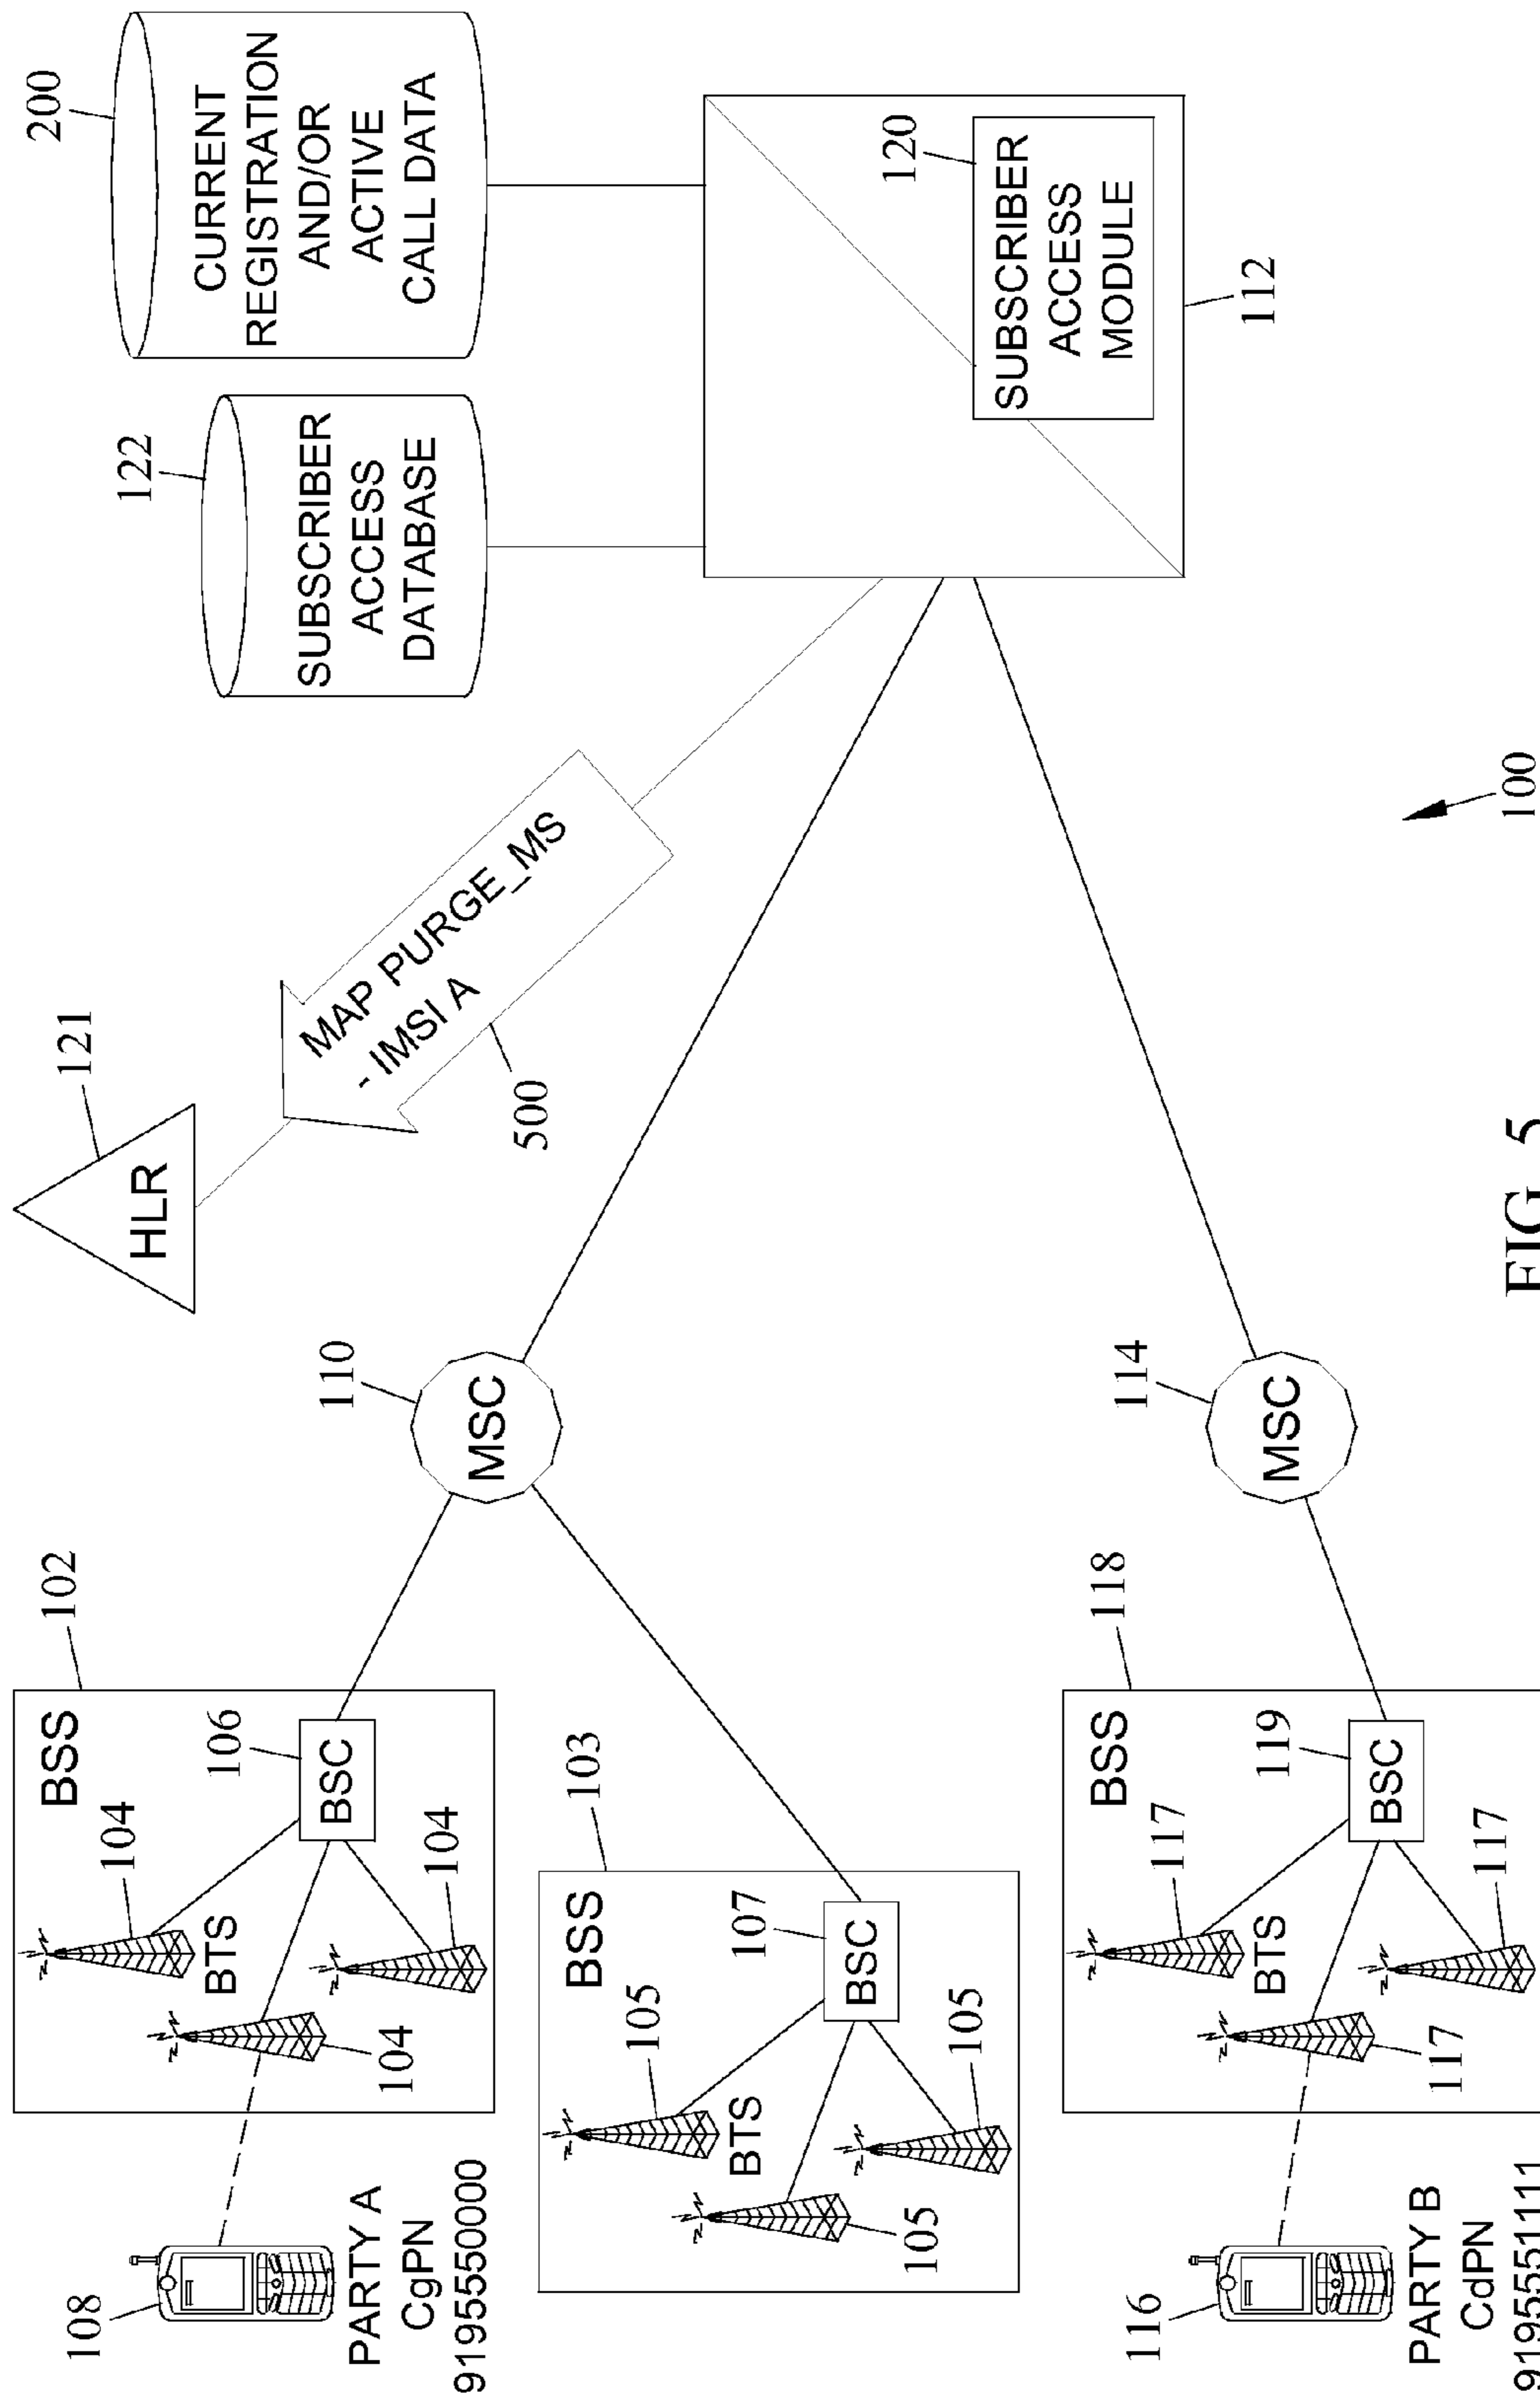 200
CURRENT
REGISTRATION
AND/OR
ACTIVE
CALL DATA
122
SUBSCRIBER
ACCESS
DATABASE
120
SUBSCRIBER
ACCESS
MODULE
112
121
HLR
MAP PURGE_MS
- IMSI A
500
110
MSC
114
MSC
102
BSS
106
BSC
104
104
104
BTS
108
PARTY A
CgPN
9195550000
103
BSS
107
BSC
105
105
105
BTS
118
BSS
119
BSC
117
117
117
BTS
116
PARTY B
CdPN
9195551111
100
FIG. 5